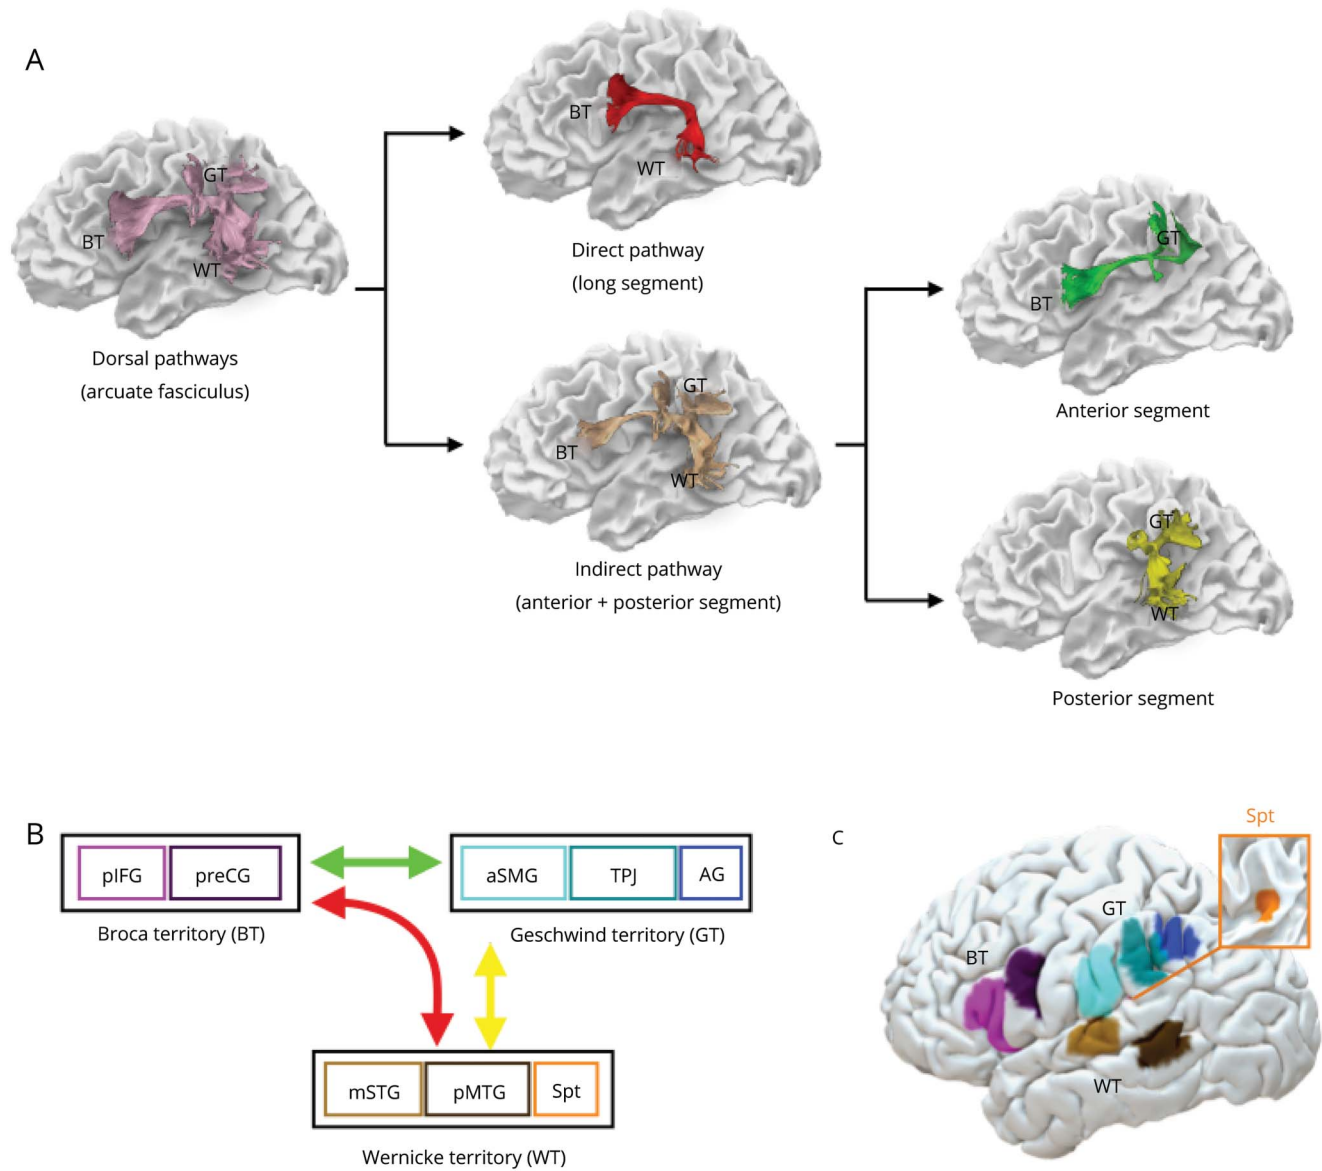 A
GT
BT
WT
Dorsal pathways
(arcuate fasciculus)
BT
WT
Direct pathway
(long segment)
GT
BT
WT
Indirect pathway
(anterior + posterior segment)
GT
BT
Anterior segment
GT
WT
Posterior segment
B
pIFG preCG
Broca territory (BT)
aSMG TPJ AG
Geschwind territory (GT)
mSTG pMTG Spt
Wernicke territory (WT)
C
Spt
GT
BT
WT